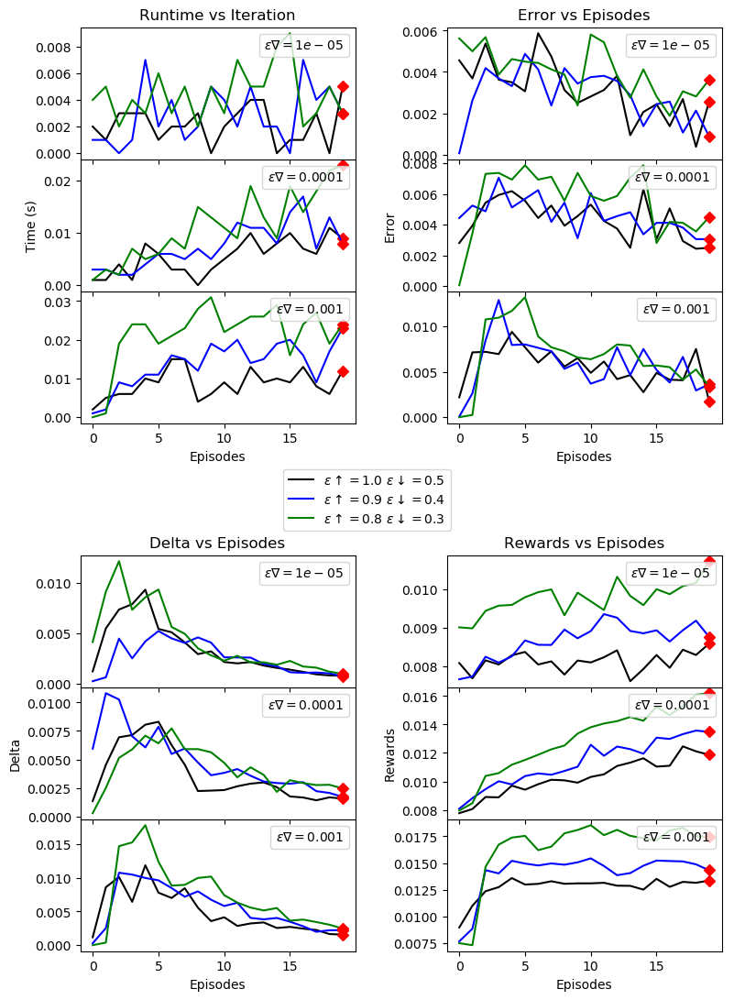 Runtime vs Iteration
ε∇ = 1e − 05
0.008
0.006
0.004
0.002
0.000
ε∇ = 0.0001
0.02
0.01
0.00
Time (s)
ε∇ = 0.001
0.03
0.02
0.01
0.00
0 5 10 15
Episodes
Error vs Episodes
ε∇ = 1e − 05
0.006
0.004
0.002
0.000
ε∇ = 0.0001
0.008
0.006
0.004
0.002
0.000
Error
ε∇ = 0.001
0.010
0.005
0.000
0 5 10 15
Episodes
ε↑ = 1.0 ε↓ = 0.5
ε↑ = 0.9 ε↓ = 0.4
ε↑ = 0.8 ε↓ = 0.3
Delta vs Episodes
ε∇ = 1e − 05
0.010
0.005
0.000
ε∇ = 0.0001
0.0100
0.0075
0.0050
0.0025
0.0000
Delta
ε∇ = 0.001
0.015
0.010
0.005
0.000
0 5 10 15
Episodes
Rewards vs Episodes
ε∇ = 1e − 05
0.010
0.009
0.008
ε∇ = 0.0001
0.016
0.014
0.012
0.010
0.008
Rewards
ε∇ = 0.001
0.0175
0.0150
0.0125
0.0100
0.0075
0 5 10 15
Episodes